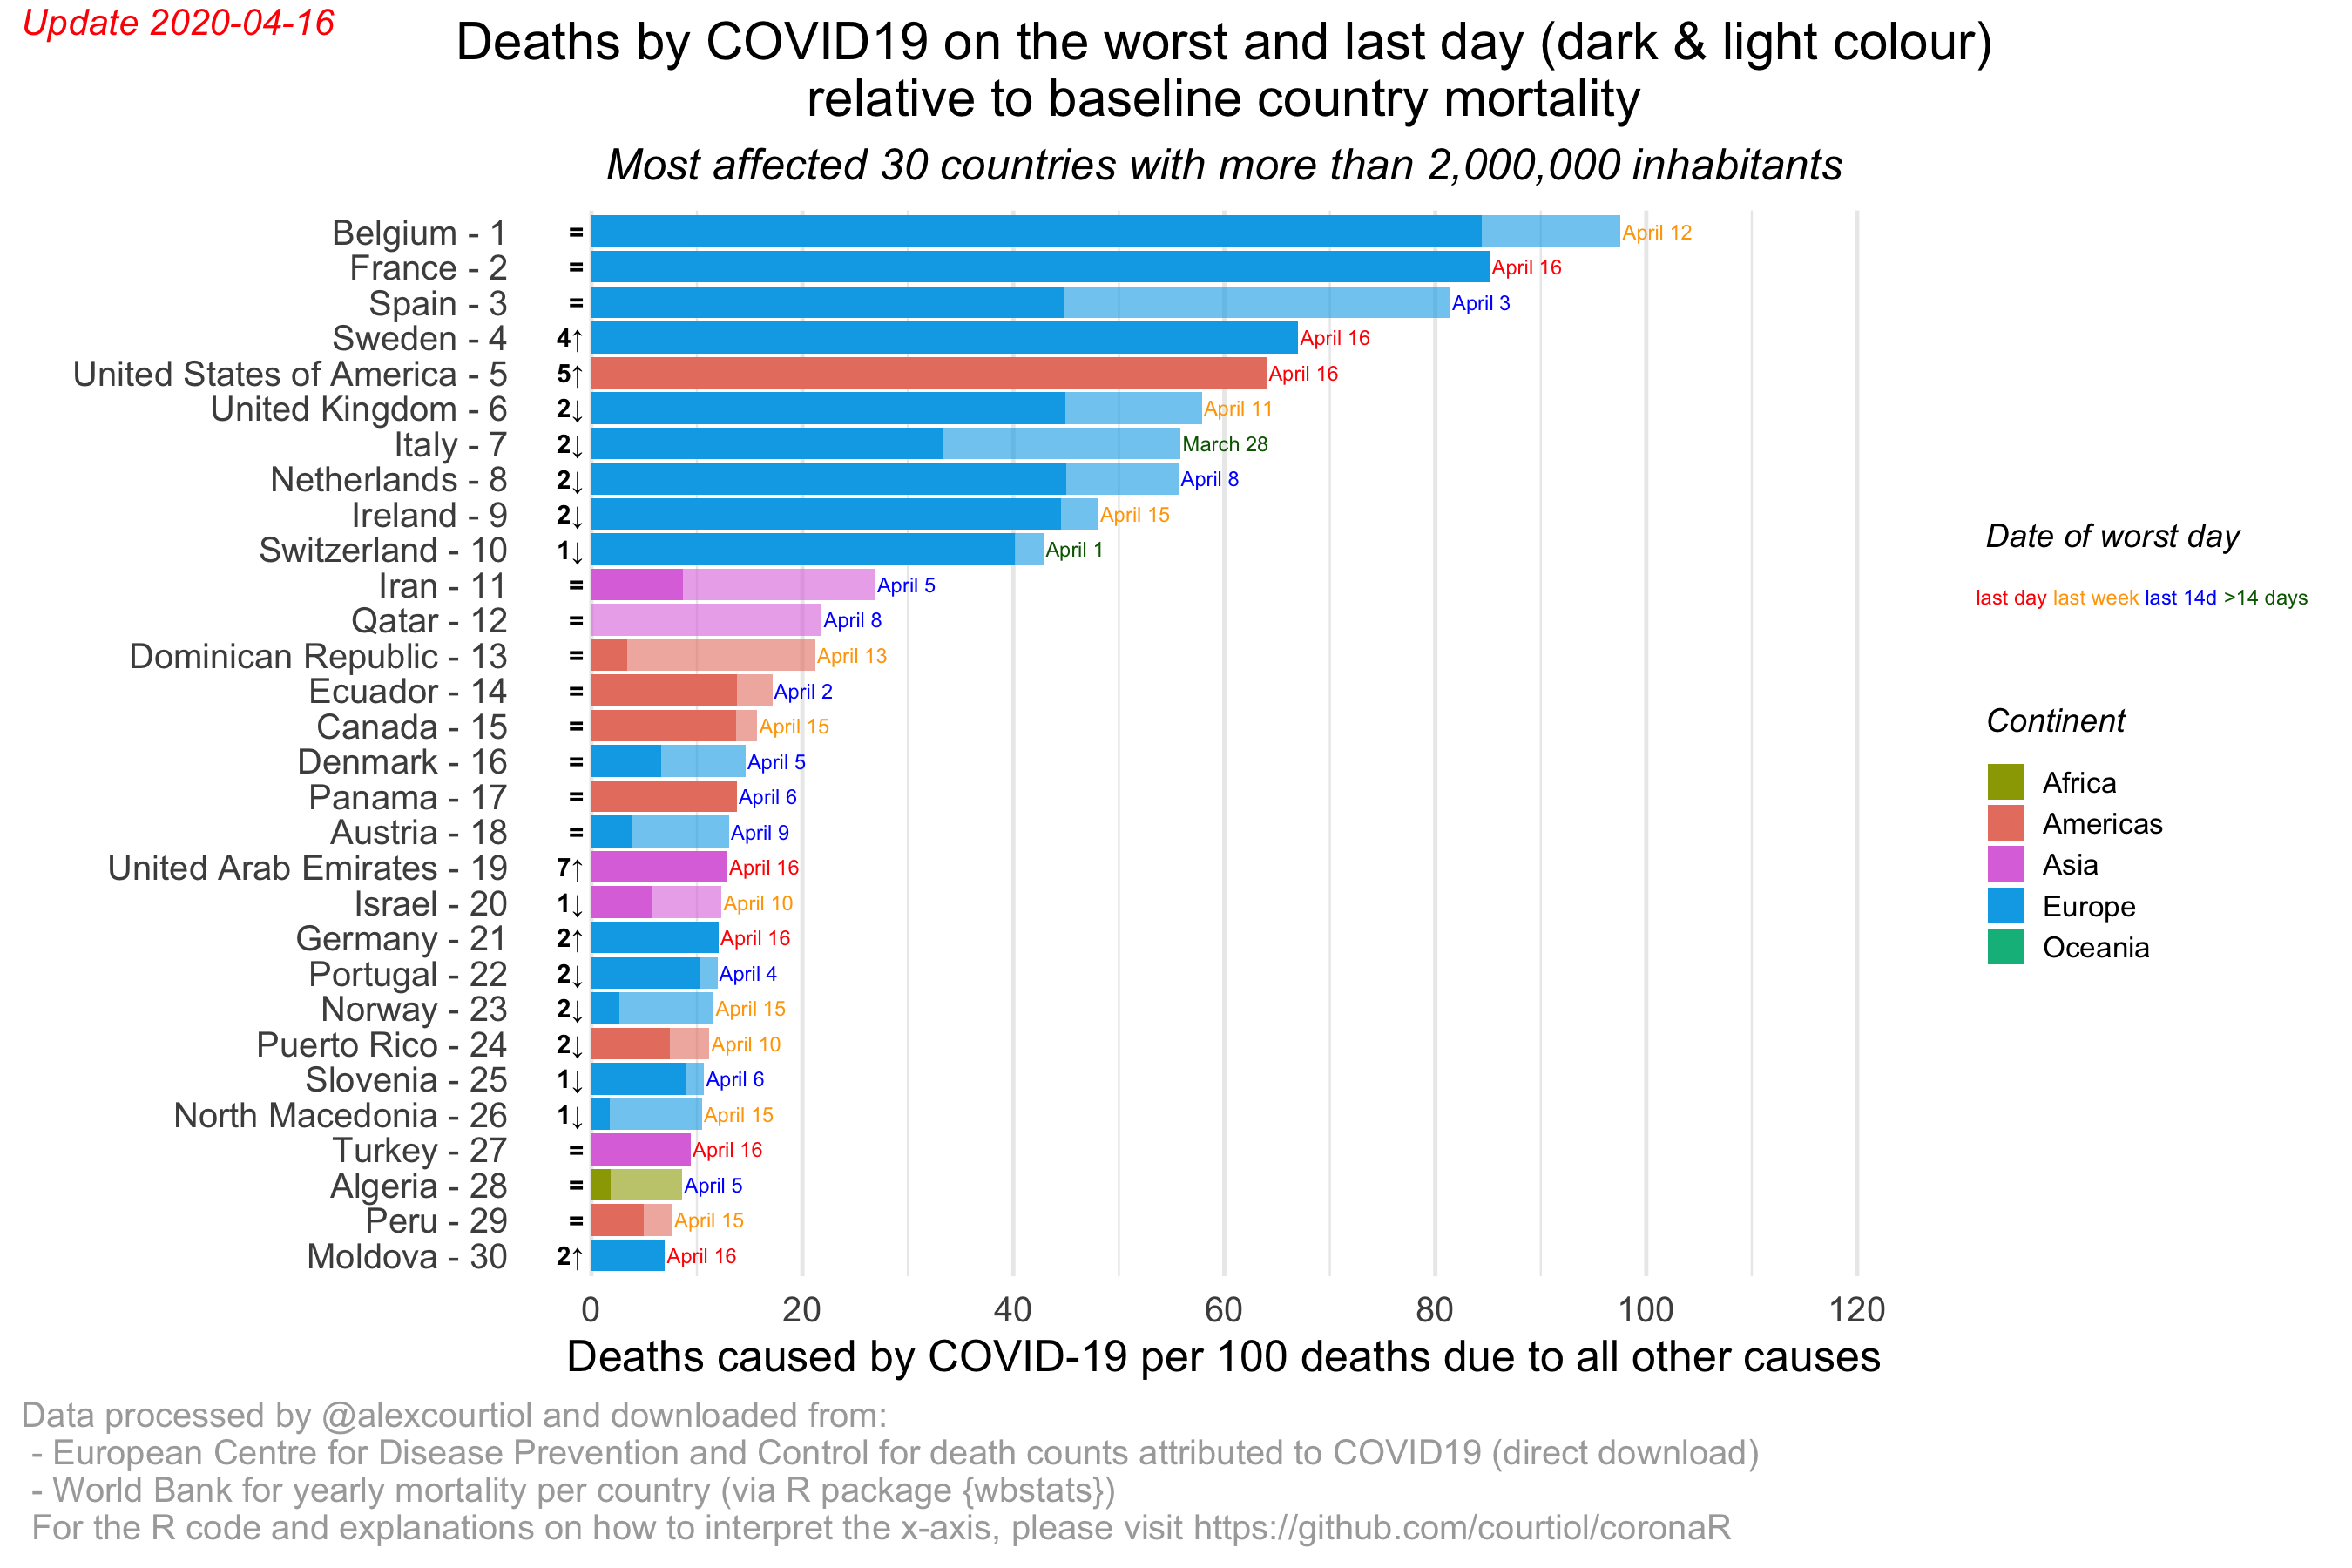 Update 2020-04-16
Deaths by COVID19 on the worst and last day (dark & light colour)
relative to baseline country mortality
Most affected 30 countries with more than 2,000,000 inhabitants
Belgium - 1 = April 12
France - 2 = April 16
Spain - 3 = April 3
Sweden - 4 4↑ April 16
United States of America - 5 5↑ April 16
United Kingdom - 6 2↓ April 11
Italy - 7 2↓ March 28
Netherlands - 8 2↓ April 8
Ireland - 9 2↓ April 15
Switzerland - 10 1↓ April 1
Iran - 11 = April 5
Qatar - 12 = April 8
Dominican Republic - 13 = April 13
Ecuador - 14 = April 2
Canada - 15 = April 15
Denmark - 16 = April 5
Panama - 17 = April 6
Austria - 18 = April 9
United Arab Emirates - 19 7↑ April 16
Israel - 20 1↓ April 10
Germany - 21 2↑ April 16
Portugal - 22 2↓ April 4
Norway - 23 2↓ April 15
Puerto Rico - 24 2↓ April 10
Slovenia - 25 1↓ April 6
North Macedonia - 26 1↓ April 15
Turkey - 27 = April 16
Algeria - 28 = April 5
Peru - 29 = April 15
Moldova - 30 2↑ April 16
0 20 40 60 80 100 120
Deaths caused by COVID-19 per 100 deaths due to all other causes
Date of worst day
last day last week last 14d >14 days
Continent
Africa
Americas
Asia
Europe
Oceania
Data processed by @alexcourtiol and downloaded from:
- European Centre for Disease Prevention and Control for death counts attributed to COVID19 (direct download)
- World Bank for yearly mortality per country (via R package {wbstats})
For the R code and explanations on how to interpret the x-axis, please visit https://github.com/courtiol/coronaR